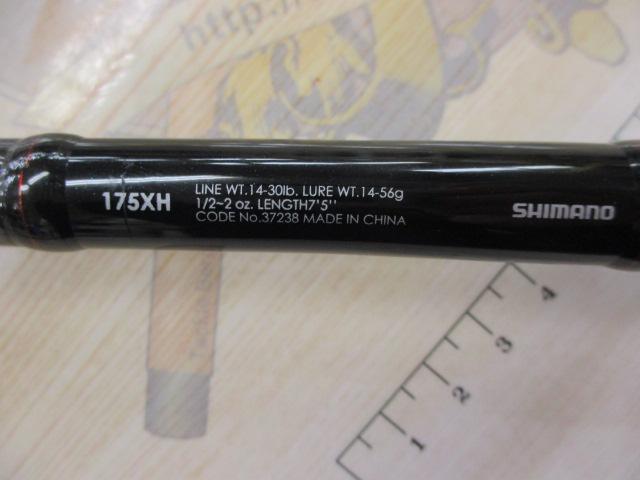 http://
175XH
LINE WT.14-30lb. LURE WT.14-56g
1/2~2 oz. LENGTH7'5''
CODE No.37238 MADE IN CHINA
SHIMANO
1
2
3
4